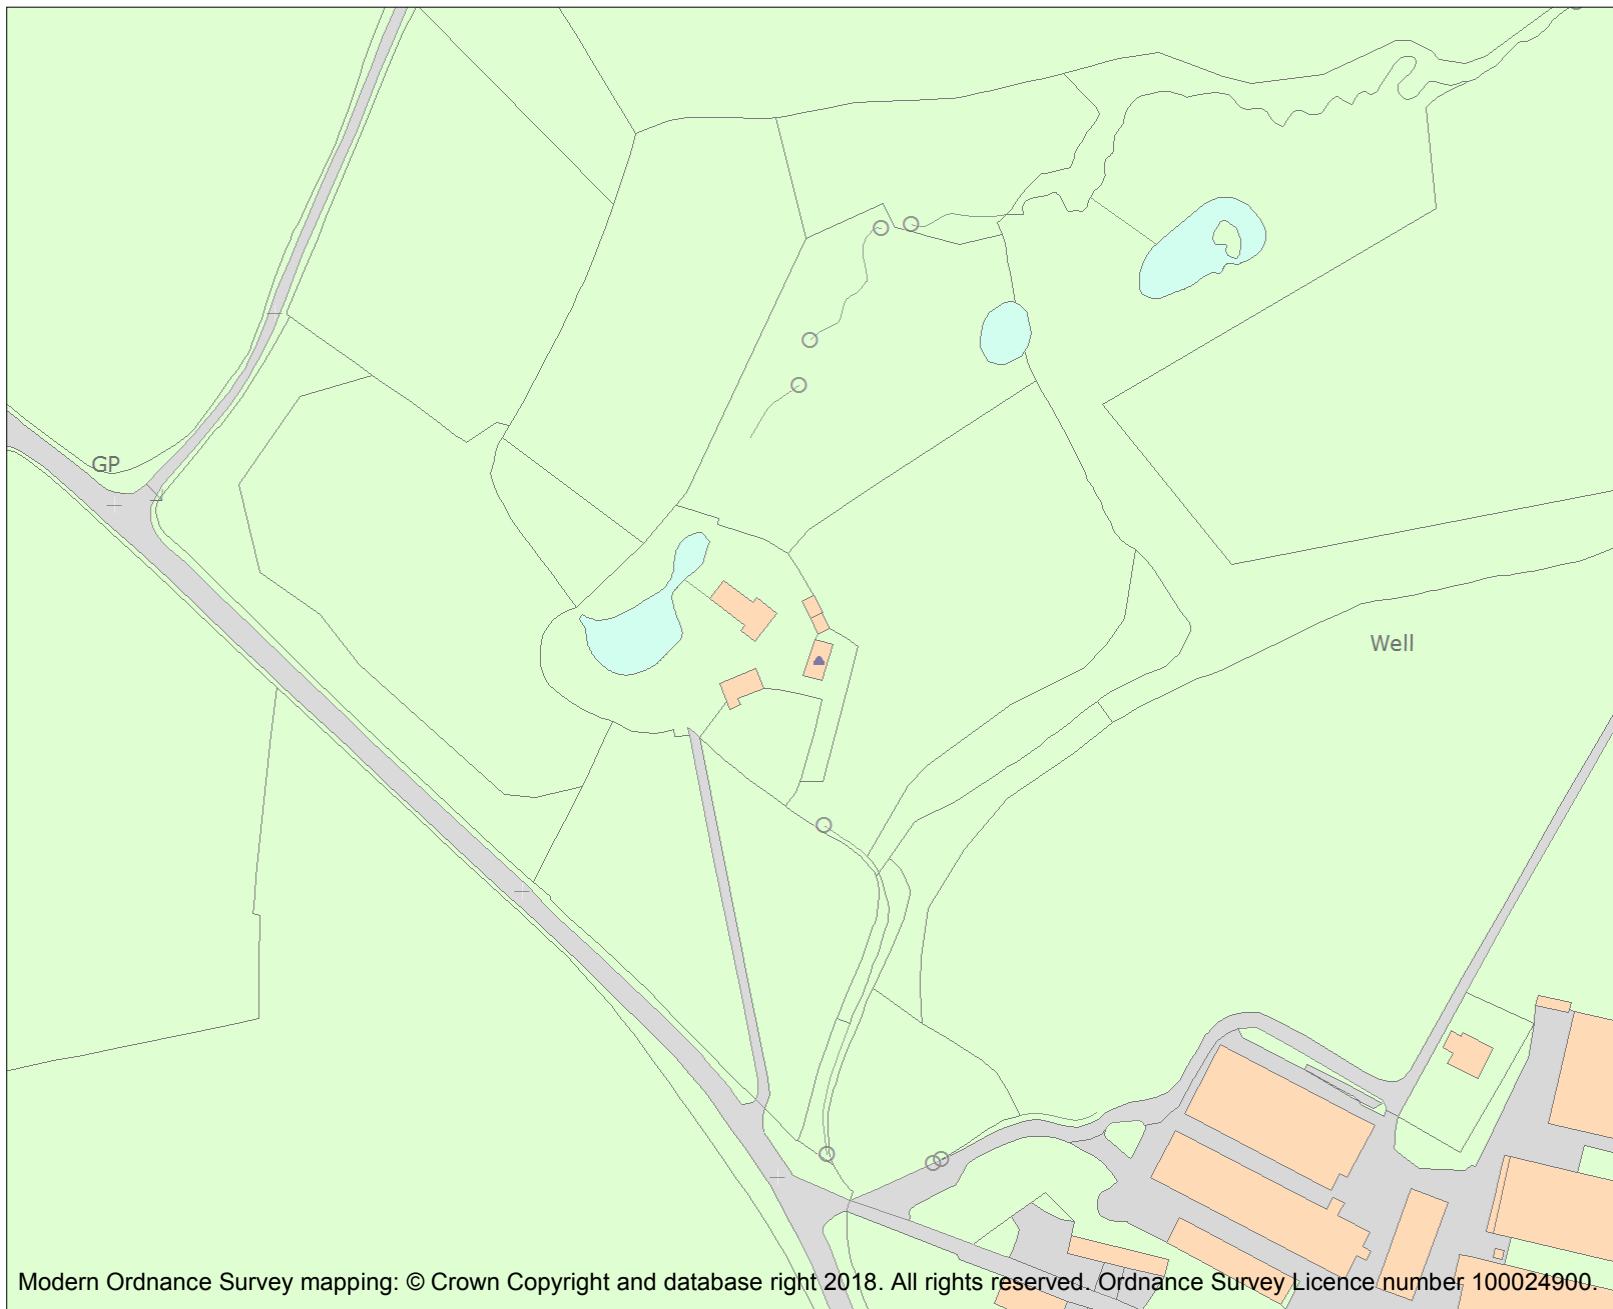 GP
Well
Modern Ordnance Survey mapping: © Crown Copyright and database right 2018. All rights reserved. Ordnance Survey Licence number 100024900.